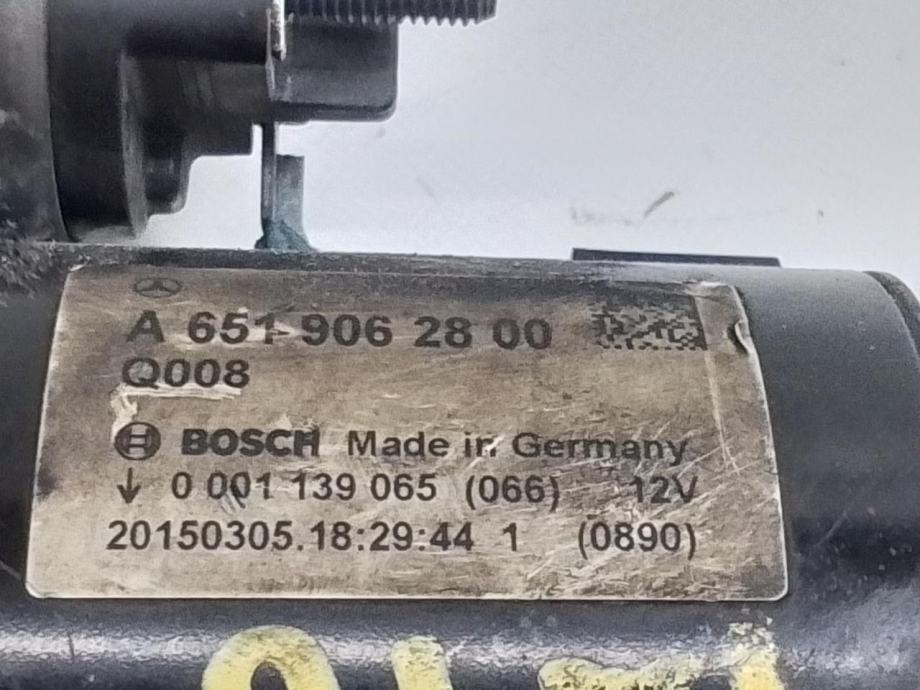 A 651 906 28 00
Q008
BOSCH Made in Germany
0 001 139 065 (066) 12V
20150305.18:29:44 1 (0890)